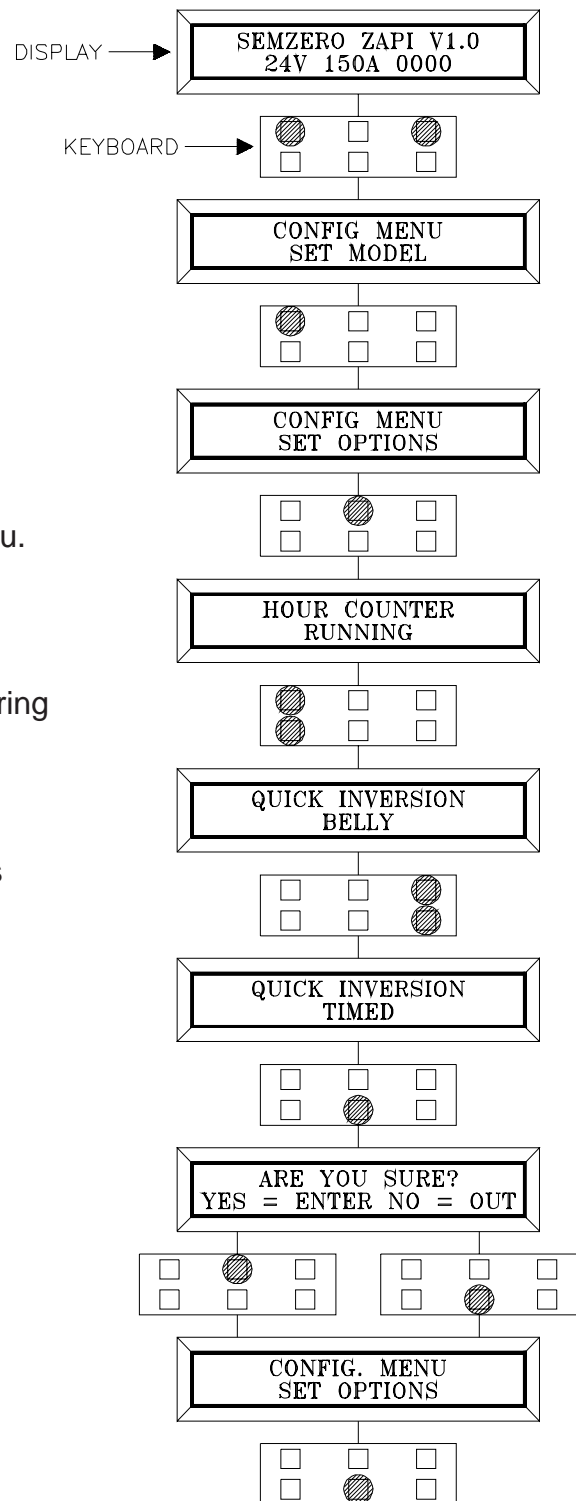 DISPLAY
SEMZERO ZAPI V1.0
24V 150A 0000
KEYBOARD
CONFIG MENU
SET MODEL
CONFIG MENU
SET OPTIONS
u.
HOUR COUNTER
RUNNING
ring
QUICK INVERSION
BELLY
s
QUICK INVERSION
TIMED
ARE YOU SURE?
YES = ENTER NO = OUT
CONFIG. MENU
SET OPTIONS